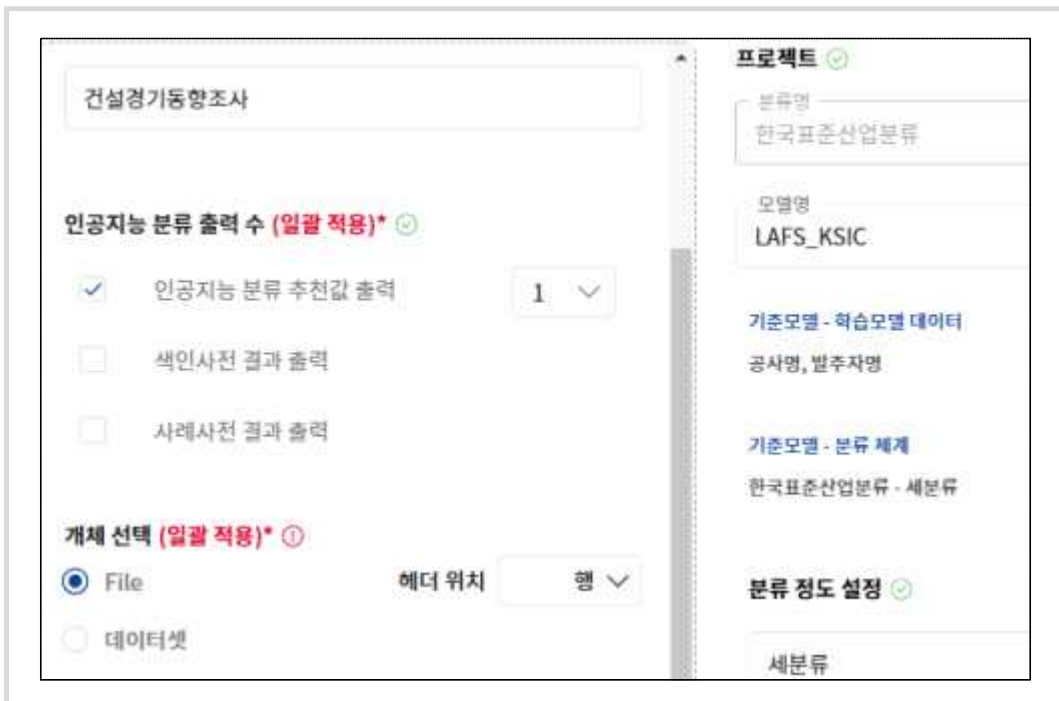 건설경기동향조사
인공지능 분류 출력 수 (일괄 적용)*
인공지능 분류 추천값 출력 1
색인사전 결과 출력
사례사전 결과 출력
개체 선택 (일괄 적용)*
File 헤더 위치 행
데이터셋
프로젝트
분류명
한국표준산업분류
모델명
LAFS_KSIC
기준모델 - 학습모델 데이터
공사명, 발주자명
기준모델 - 분류 체계
한국표준산업분류 - 세분류
분류 정도 설정
세분류